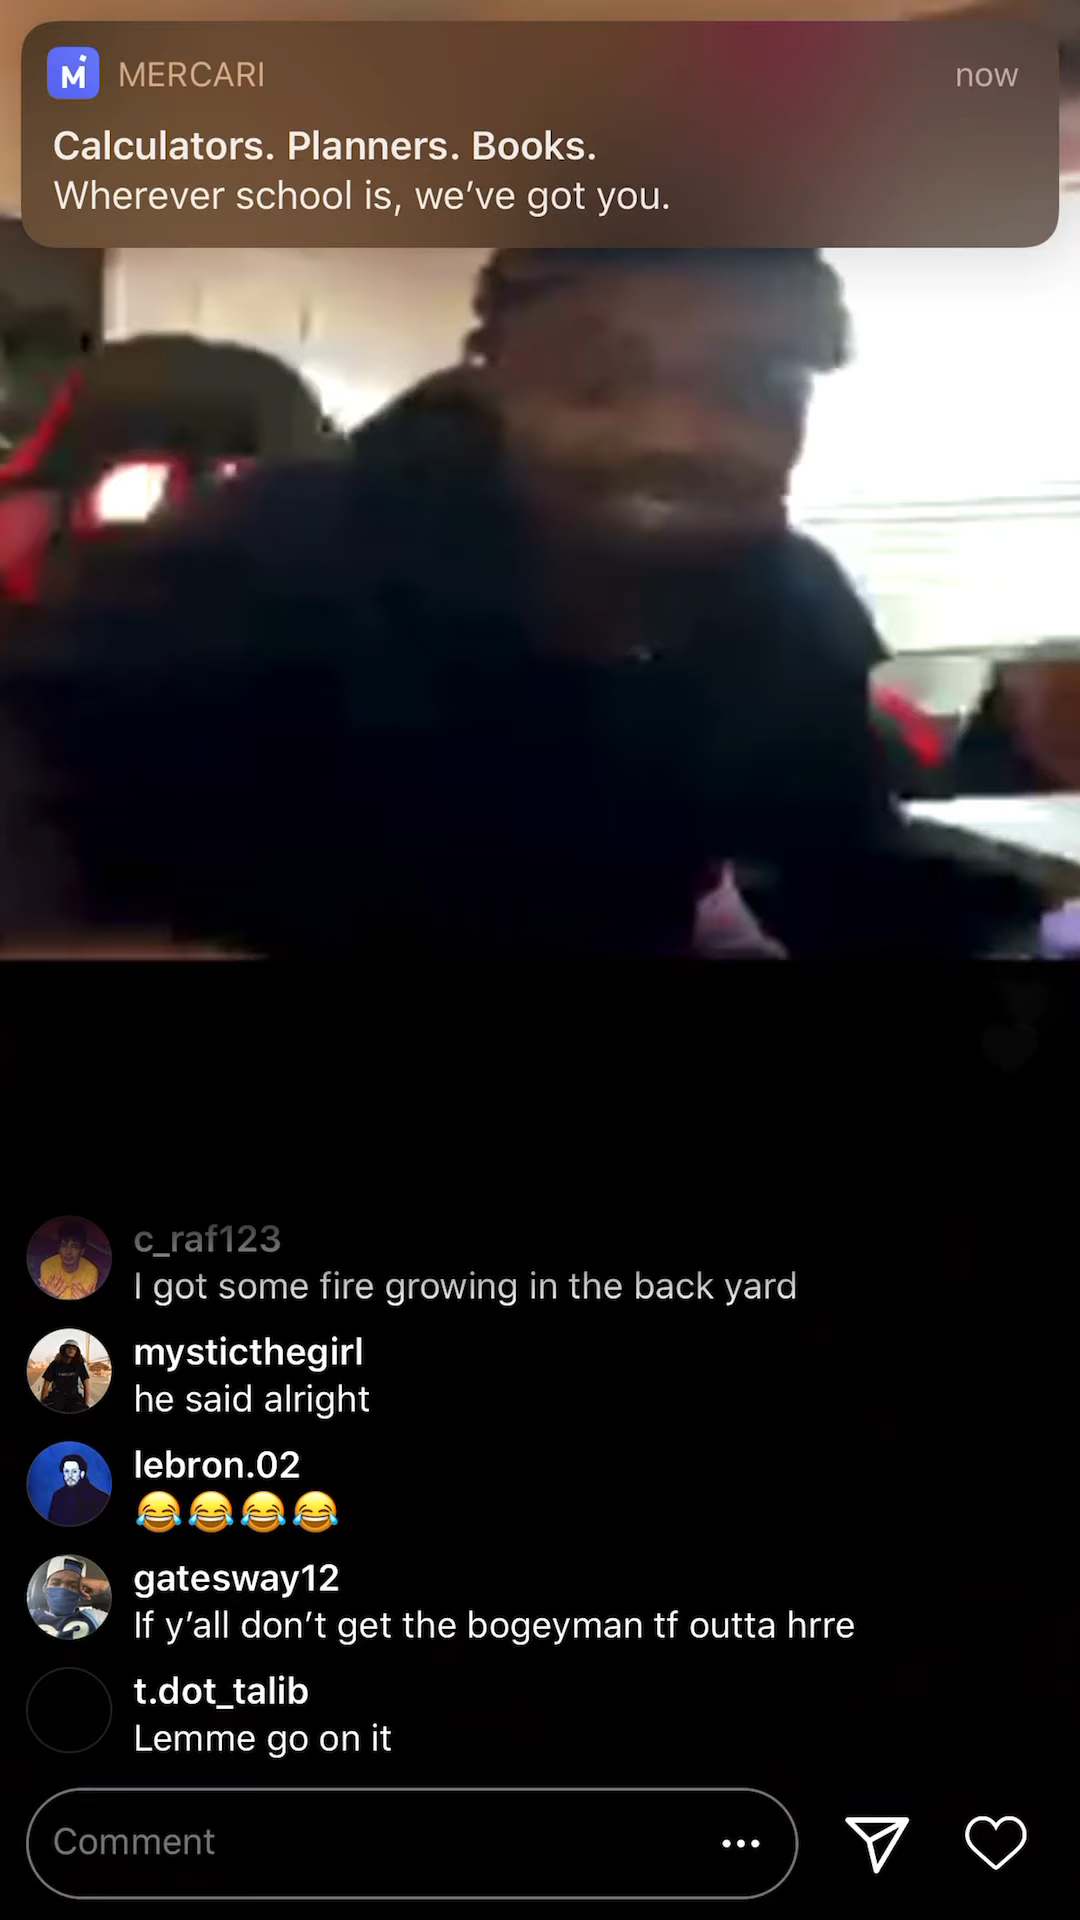 MERCARI
now
Calculators. Planners. Books.
Wherever school is, we’ve got you.
c_raf123
I got some fire growing in the back yard
mysticthegirl
he said alright
lebron.02
😂😂😂😂
gatesway12
If y’all don’t get the bogeyman tf outta hrre
t.dot_talib
Lemme go on it
Comment